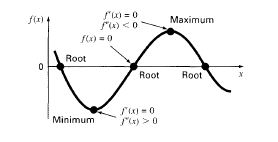 f(x)
f'(x) = 0
f"(x) < 0
Maximum
f(x) = 0
Root
0
Root
Root
x
Minimum
f'(x) = 0
f"(x) > 0